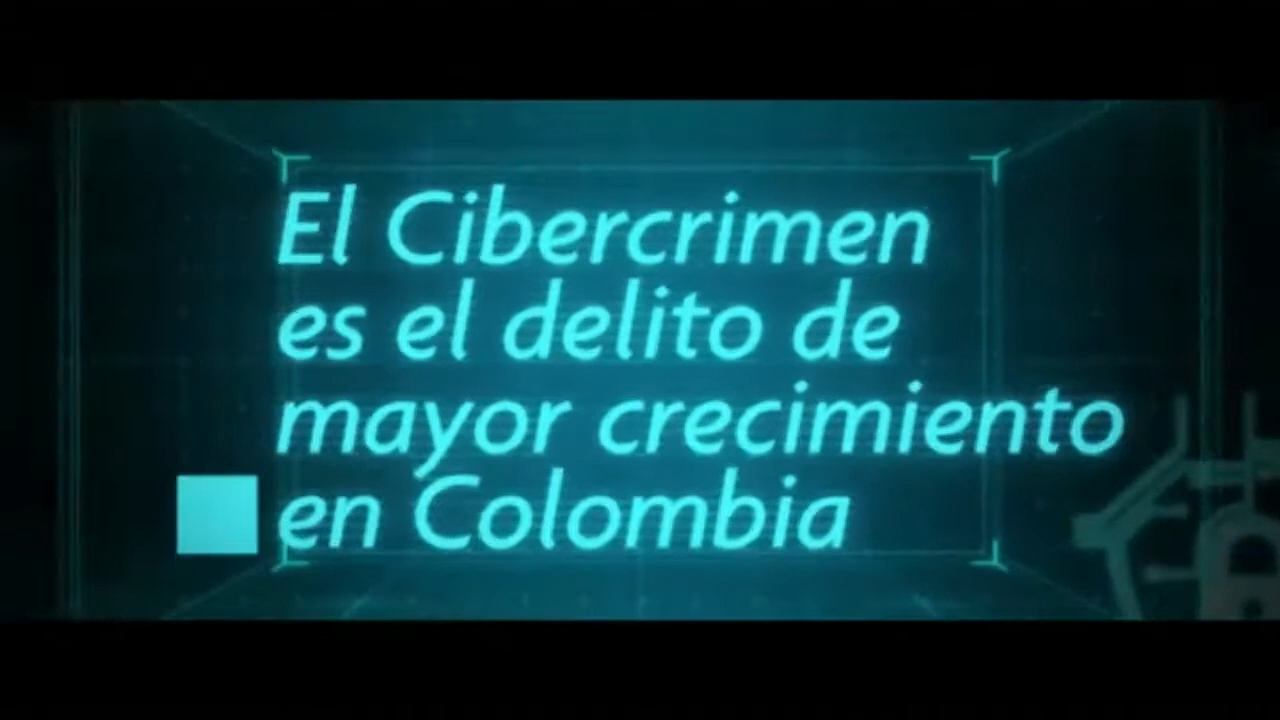 El Cibercrimen
es el delito de
mayor crecimiento
en Colombia